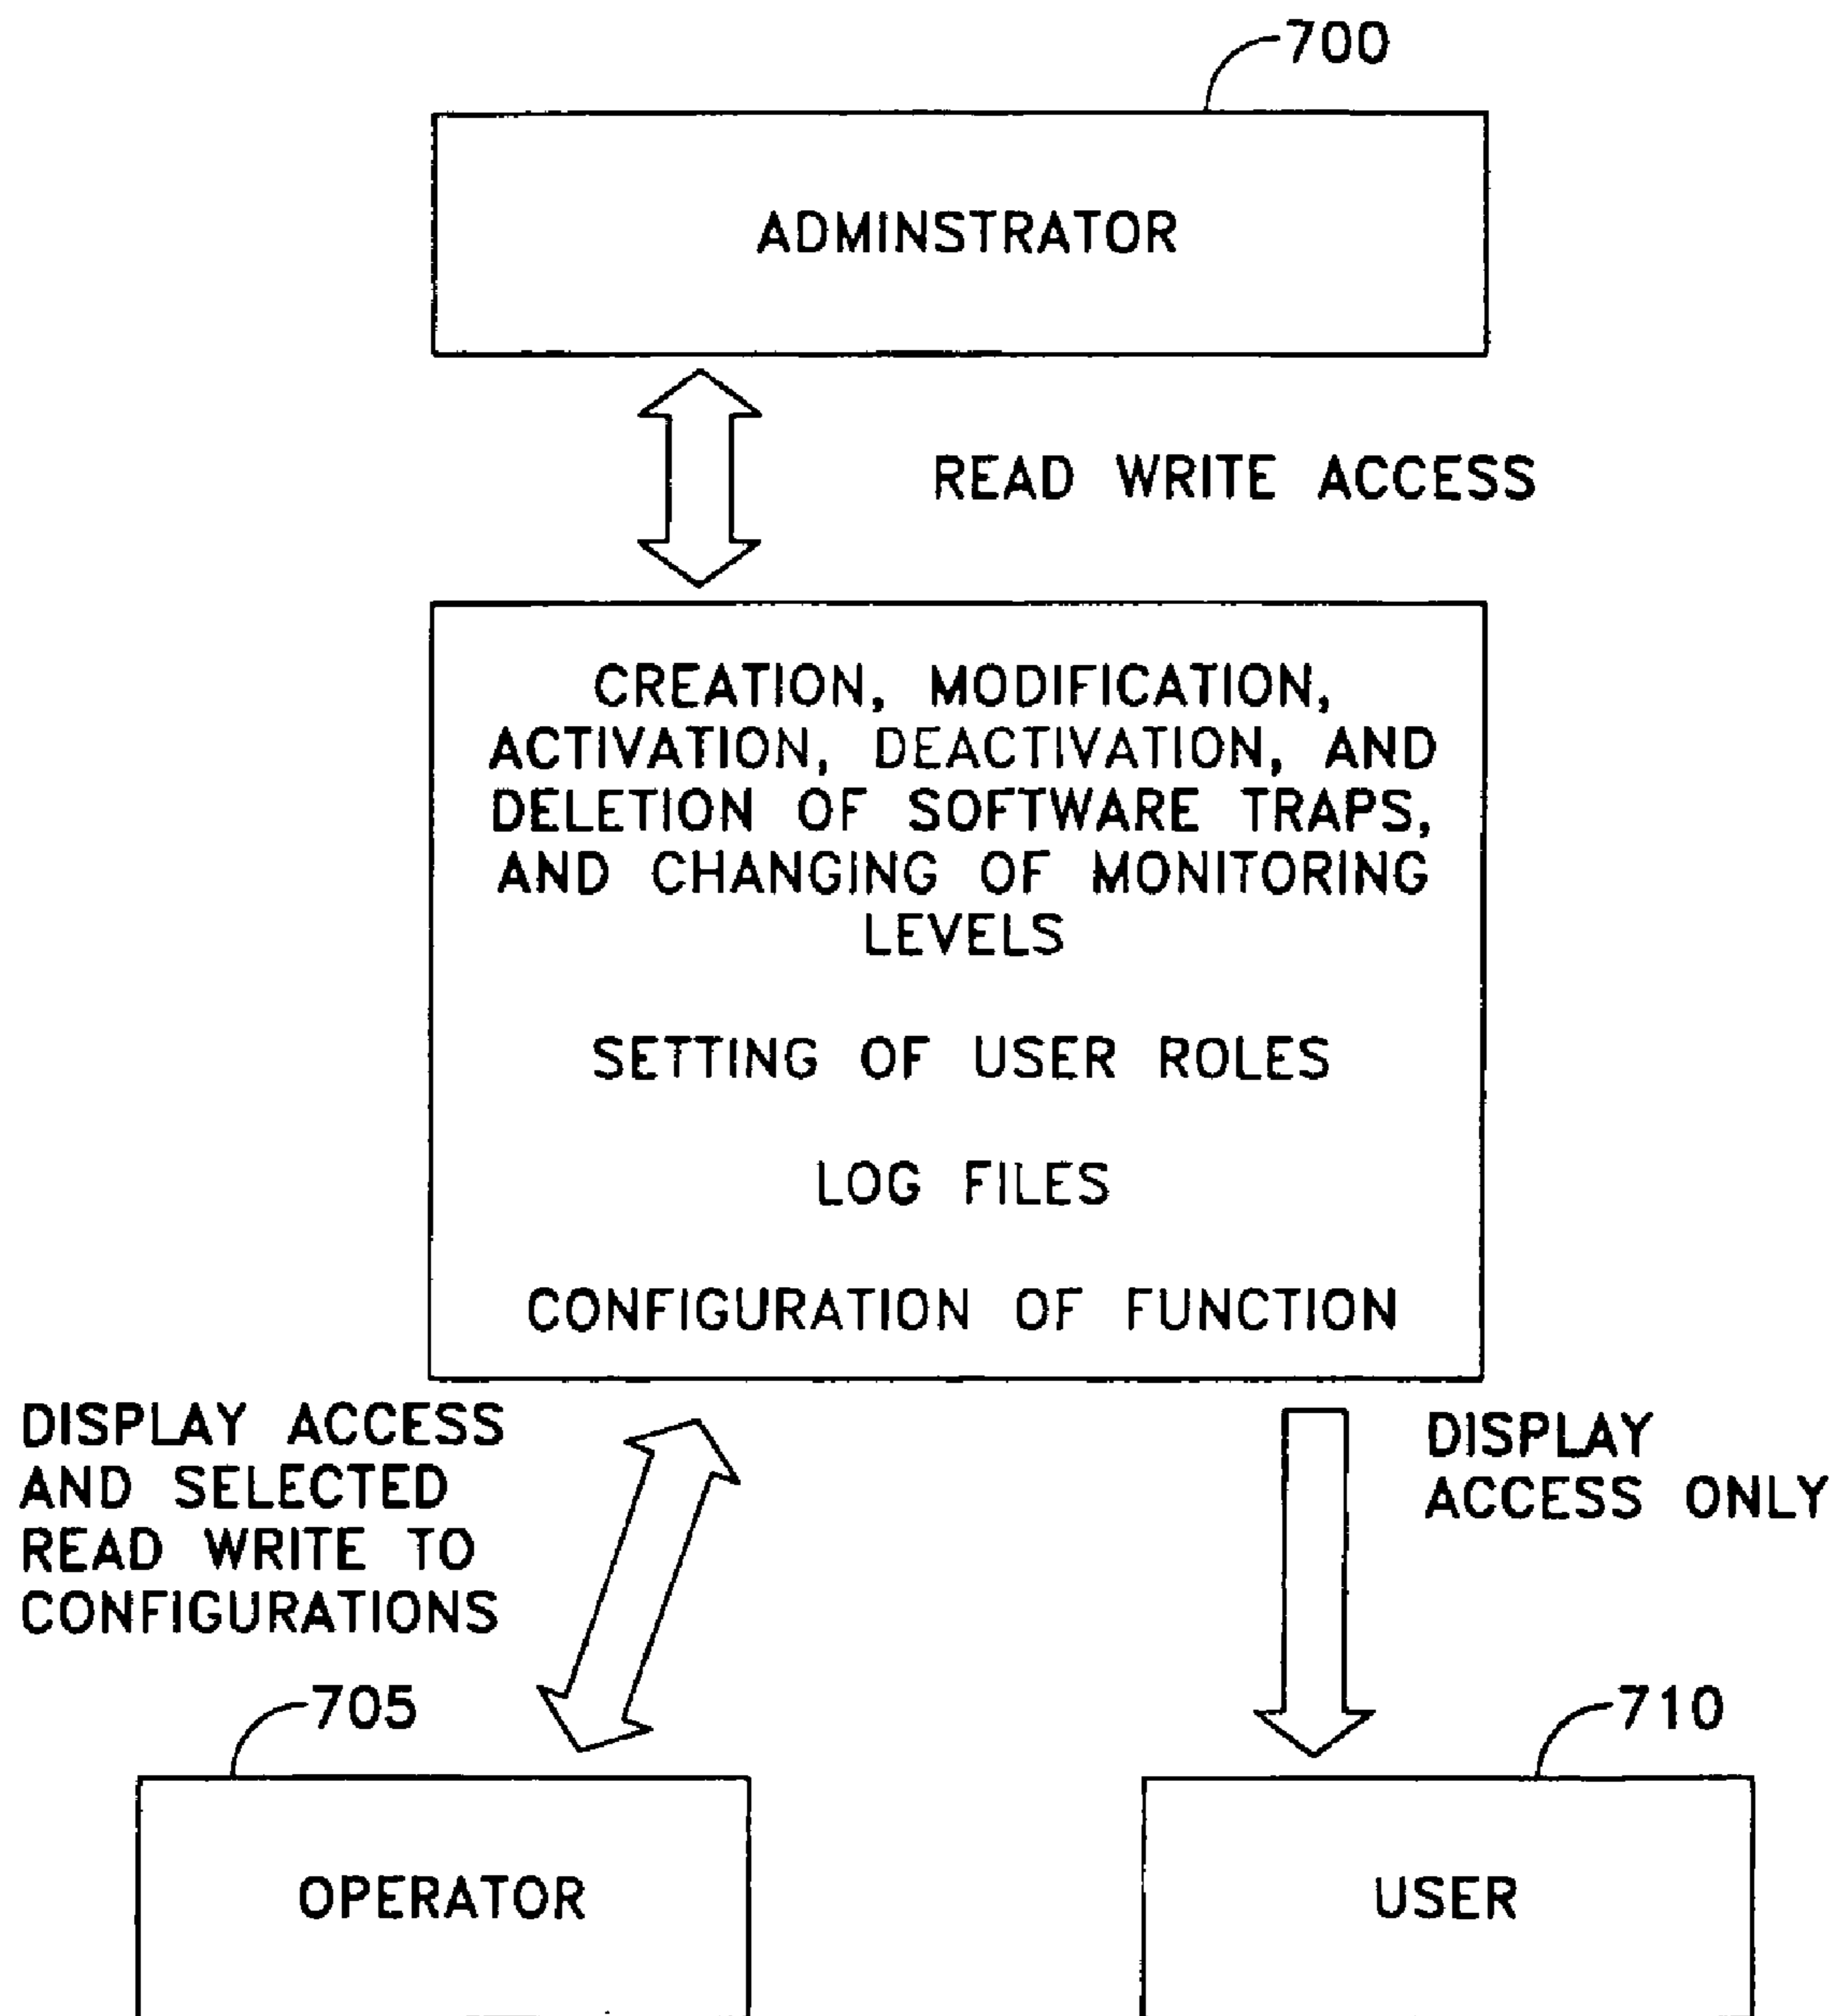 700
ADMINSTRATOR
READ WRITE ACCESS
CREATION, MODIFICATION,
ACTIVATION, DEACTIVATION, AND
DELETION OF SOFTWARE TRAPS,
AND CHANGING OF MONITORING
LEVELS
SETTING OF USER ROLES
LOG FILES
CONFIGURATION OF FUNCTION
DISPLAY ACCESS
AND SELECTED
READ WRITE TO
CONFIGURATIONS
DISPLAY
ACCESS ONLY
705
710
OPERATOR
USER